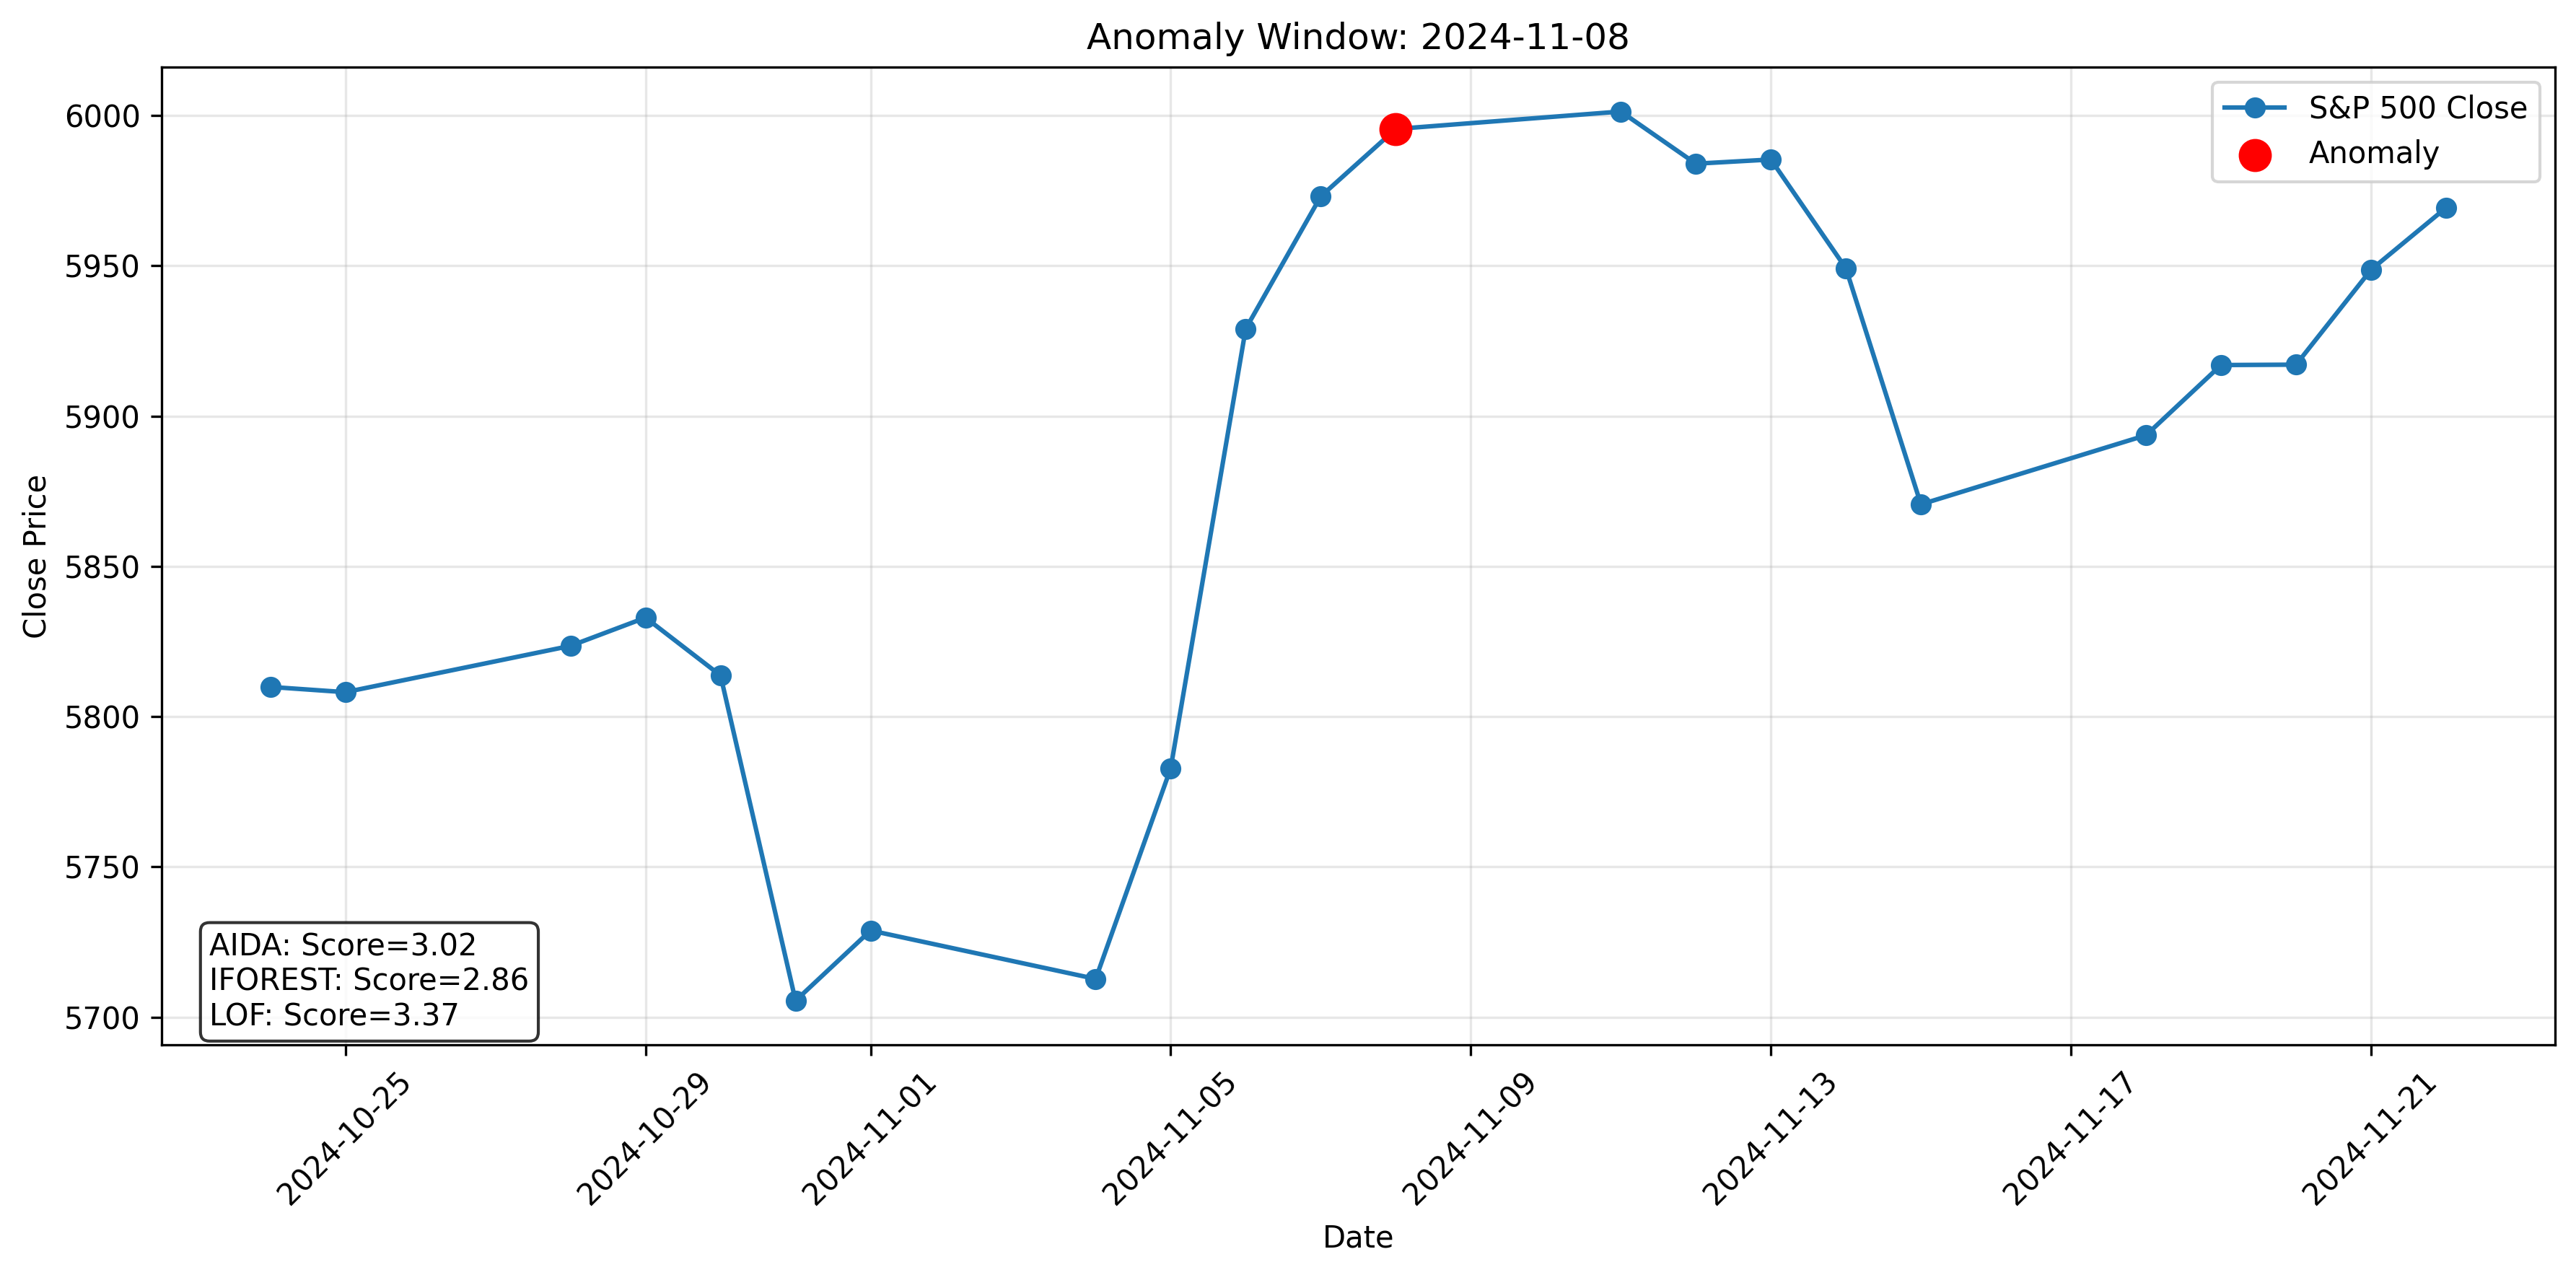 Anomaly Window: 2024-11-08
S&P 500 Close
Anomaly
6000
5950
5900
5850
5800
5750
5700
Close Price
AIDA: Score=3.02
IFOREST: Score=2.86
LOF: Score=3.37
2024-10-25
2024-10-29
2024-11-01
2024-11-05
2024-11-09
2024-11-13
2024-11-17
2024-11-21
Date